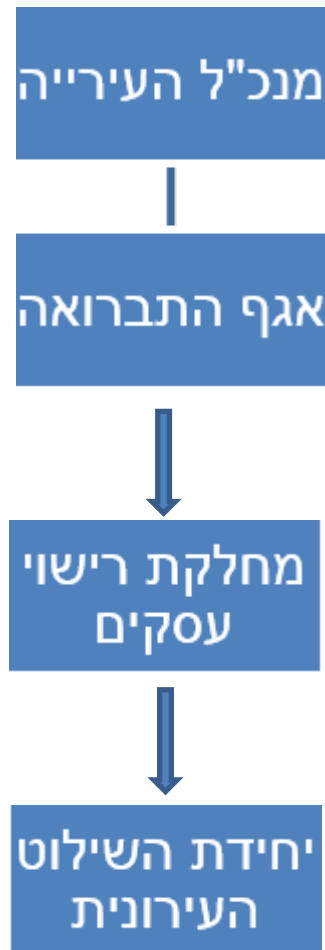 מנכ"ל העירייה
אגף התברואה
מחלקת רישוי
עסקים
יחידת השילוט
העירונית